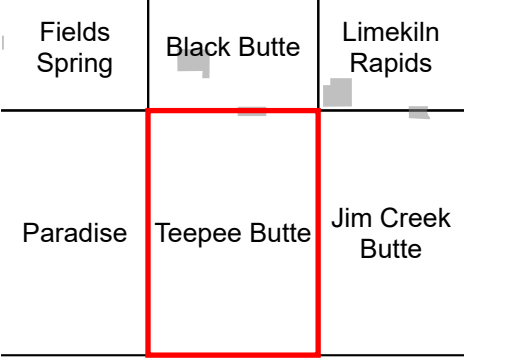 Fields
Spring
Black Butte
Limekiln
Rapids
Paradise
Teepee Butte
Jim Creek
Butte